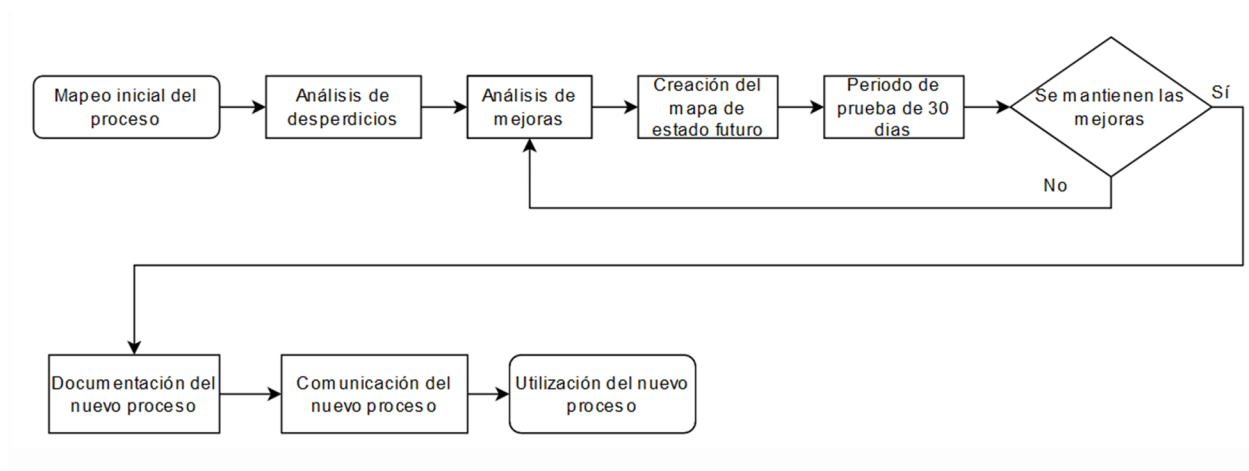 Mapeo inicial del
proceso
Análisis de
desperdicios
Análisis de
mejoras
Creación del
mapa de
estado futuro
Periodo de
prueba de 30
dias
Se mantienen las
mejoras
Sí
No
Documentación del
nuevo proceso
Comunicación del
nuevo proceso
Utilización del nuevo
proceso